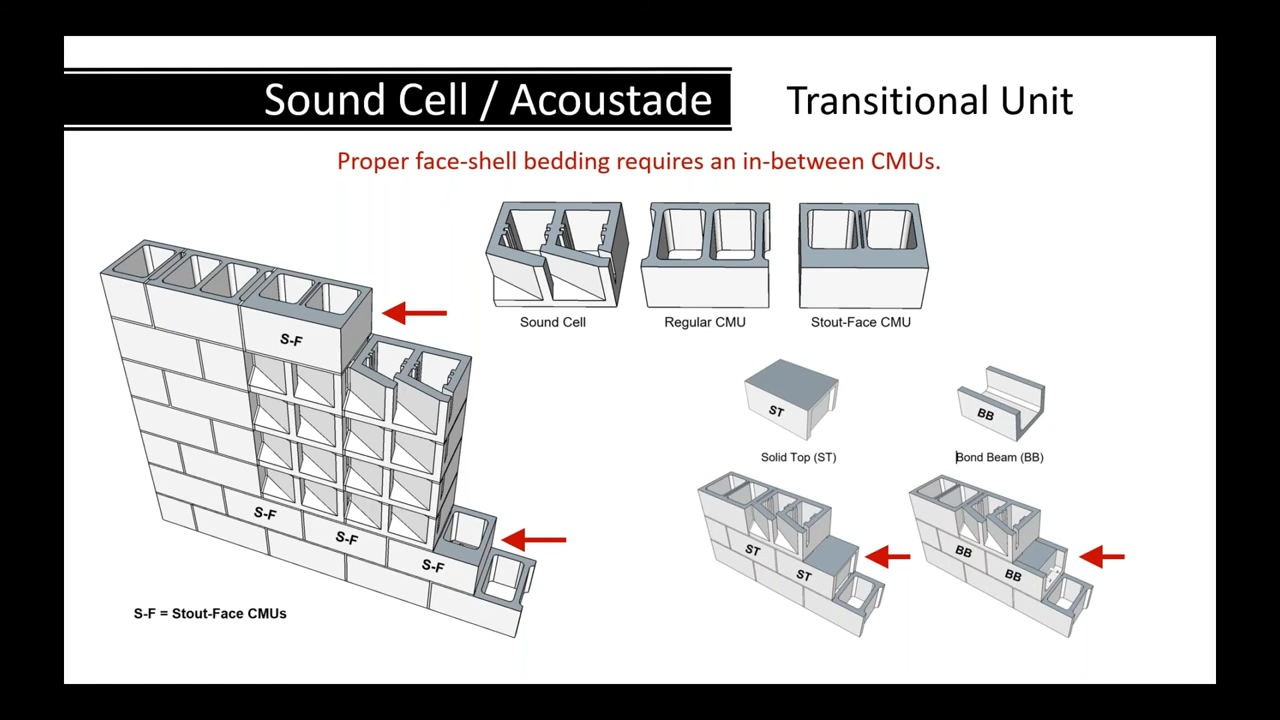 Sound Cell / Acoustade
Transitional Unit
Proper face-shell bedding requires an in-between CMUs.
Sound Cell
Regular CMU
Stout-Face CMU
S-F
S-F
S-F
S-F
S-F = Stout-Face CMUs
ST
BB
Solid Top (ST)
Bond Beam (BB)
ST
ST
BB
BB